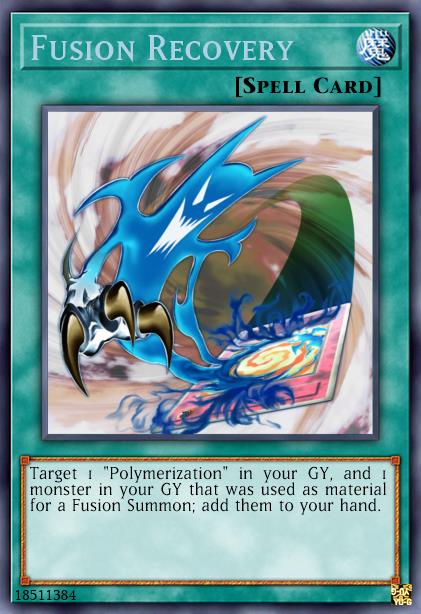 Fusion Recovery
魔
[Spell Card]
Target 1 "Polymerization" in your GY, and 1
monster in your GY that was used as material
for a Fusion Summon; add them to your hand.
18511384